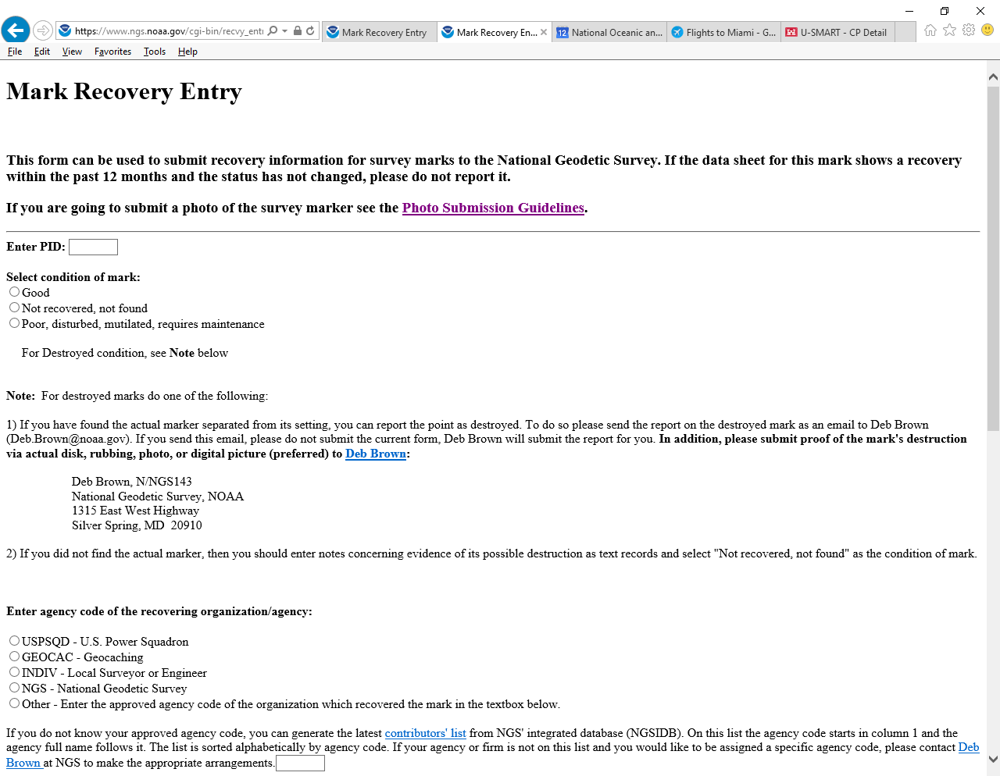 https://www.ngs.noaa.gov/cgi-bin/recvy_enti
Mark Recovery Entry
Mark Recovery En...
12 National Oceanic an...
Flights to Miami - G...
U-SMART - CP Detail
File Edit View Favorites Tools Help
Mark Recovery Entry
This form can be used to submit recovery information for survey marks to the National Geodetic Survey. If the data sheet for this mark shows a recovery
within the past 12 months and the status has not changed, please do not report it.
If you are going to submit a photo of the survey marker see the Photo Submission Guidelines.
Enter PID:
Select condition of mark:
Good
Not recovered, not found
Poor, disturbed, mutilated, requires maintenance
For Destroyed condition, see Note below
Note: For destroyed marks do one of the following:
1) If you have found the actual marker separated from its setting, you can report the point as destroyed. To do so please send the report on the destroyed mark as an email to Deb Brown
(Deb.Brown@noaa.gov). If you send this email, please do not submit the current form, Deb Brown will submit the report for you. In addition, please submit proof of the mark's destruction
via actual disk, rubbing, photo, or digital picture (preferred) to Deb Brown:
Deb Brown, N/NGS143
National Geodetic Survey, NOAA
1315 East West Highway
Silver Spring, MD 20910
2) If you did not find the actual marker, then you should enter notes concerning evidence of its possible destruction as text records and select "Not recovered, not found" as the condition of mark.
Enter agency code of the recovering organization/agency:
USPSQD - U.S. Power Squadron
GEOCAC - Geocaching
INDIV - Local Surveyor or Engineer
NGS - National Geodetic Survey
Other - Enter the approved agency code of the organization which recovered the mark in the textbox below.
If you do not know your approved agency code, you can generate the latest contributors' list from NGS' integrated database (NGSIDB). On this list the agency code starts in column 1 and the
agency full name follows it. The list is sorted alphabetically by agency code. If your agency or firm is not on this list and you would like to be assigned a specific agency code, please contact Deb
Brown at NGS to make the appropriate arrangements.